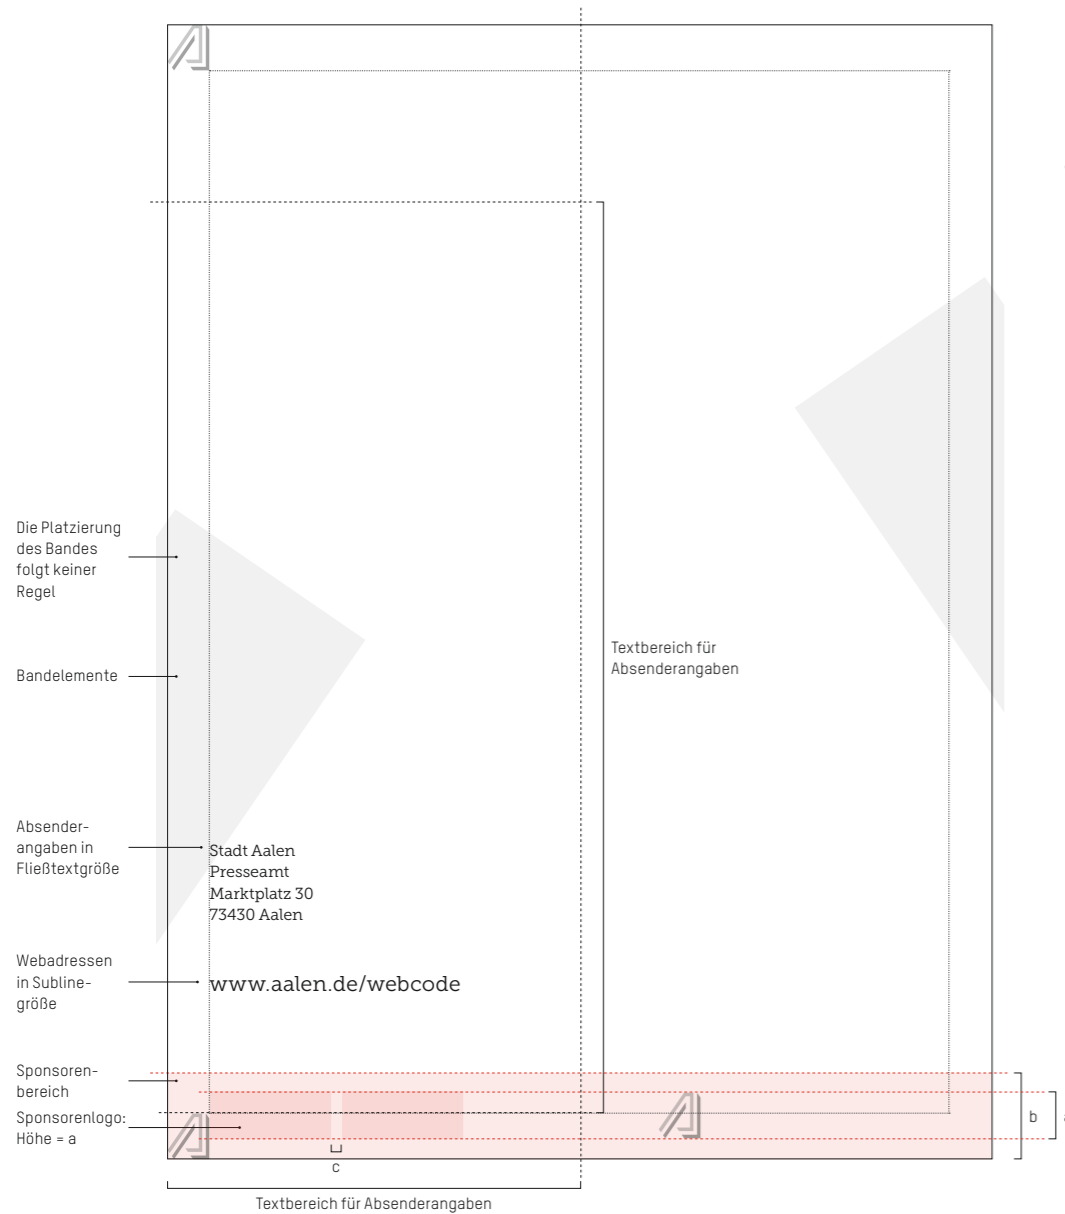 Die Platzierung
des Bandes
folgt keiner
Regel
Textbereich für
Absenderangaben
Bandelemente
Absender-
angaben in
Fließtextgröße
Stadt Aalen
Presseamt
Marktplatz 30
73430 Aalen
Webadressen
in Subline-
größe
www.aalen.de/webcode
Sponsoren-
bereich
Sponsorenlogo:
Höhe = a
b
c
Textbereich für Absenderangaben